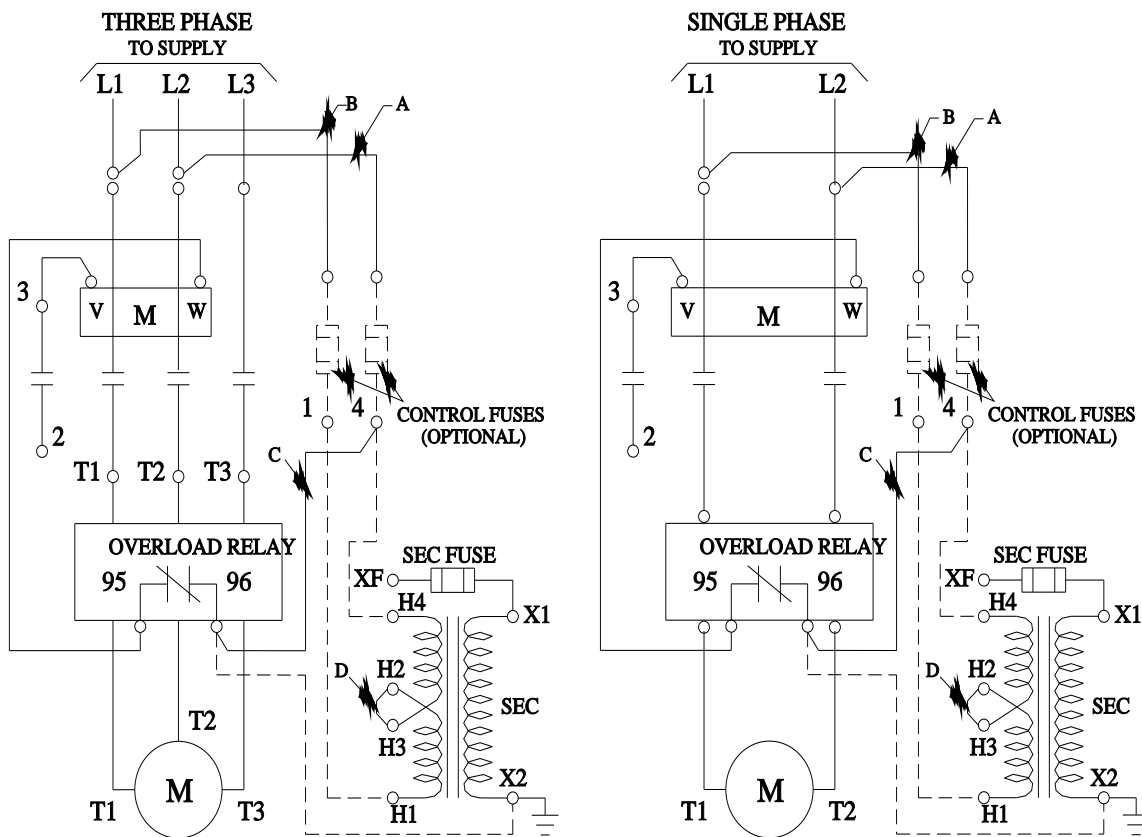 THREE PHASE
TO SUPPLY
L1 L2 L3
B A
3
V M W
1 4
CONTROL FUSES
(OPTIONAL)
2
C
T1 T2 T3
OVERLOAD RELAY
95 96
SEC FUSE
XF
H4 X1
D H2
SEC
H3
T2
X2
T1 M T3
H1
SINGLE PHASE
TO SUPPLY
L1 L2
B A
3
V M W
1 4
CONTROL FUSES
(OPTIONAL)
2
C
OVERLOAD RELAY
95 96
SEC FUSE
XF
H4 X1
D H2
SEC
H3
X2
T1 M T2
H1